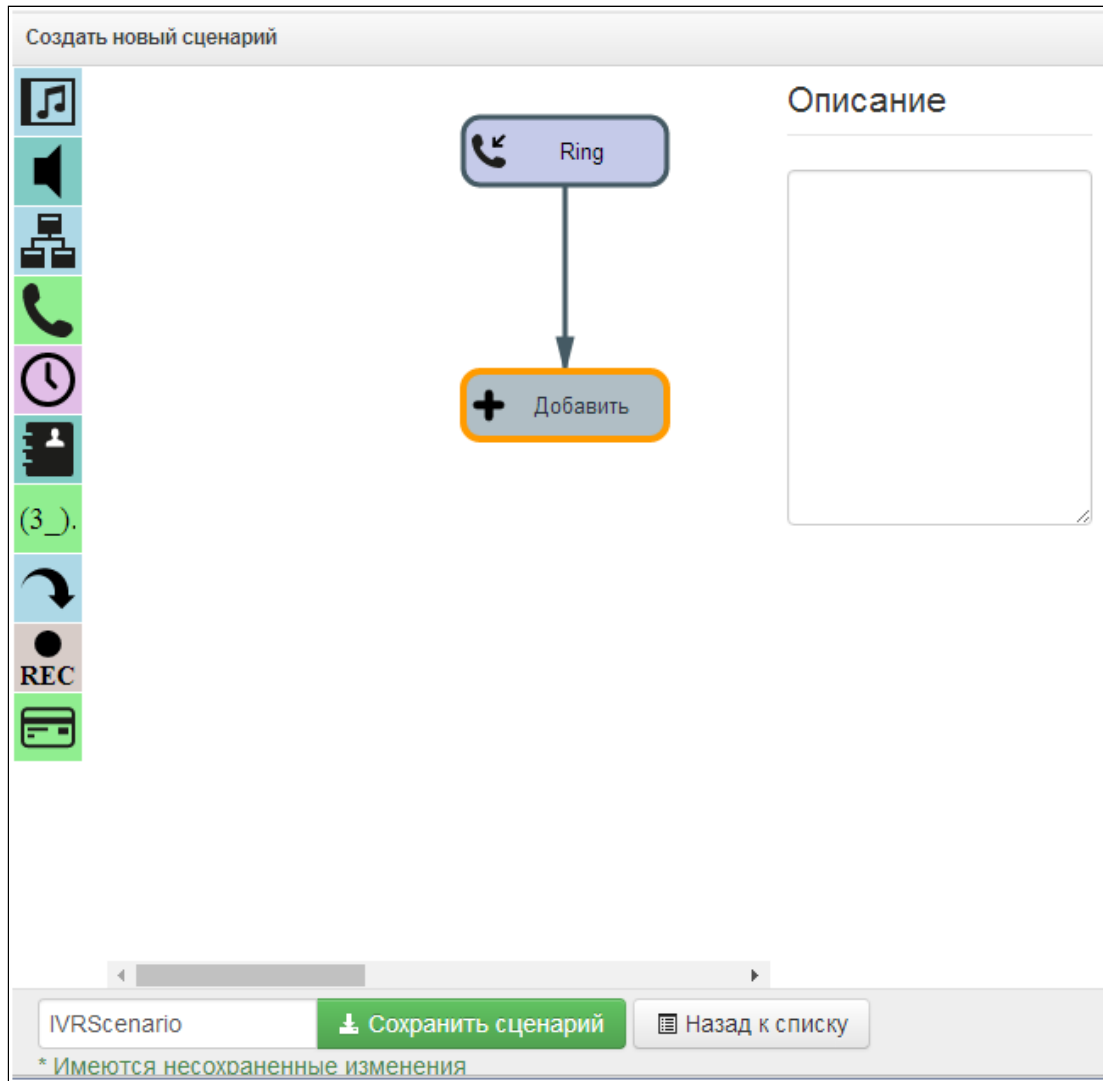 Создать новый сценарий
Описание
Ring
Добавить
(3_).
REC
IVRScenario
Сохранить сценарий
Назад к списку
* Имеются несохраненные изменения